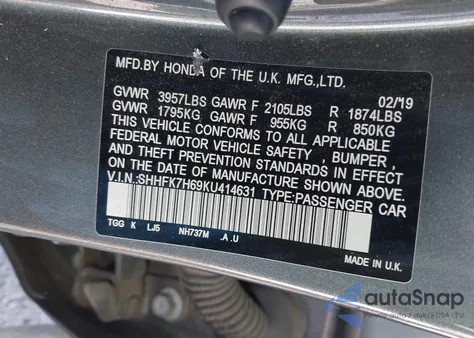 MFD.BY HONDA OF THE U.K. MFG.,LTD.
02/19
GVWR 3957LBS GAWR F 2105LBS R 1874LBS
GVWR 1795KG GAWR F 955KG R 850KG
THIS VEHICLE CONFORMS TO ALL APPLICABLE
FEDERAL MOTOR VEHICLE SAFETY , BUMPER ,
AND THEFT PREVENTION STANDARDS IN EFFECT
ON THE DATE OF MANUFACTURE SHOWN ABOVE.
V.I.N:SHHFK7H69KU414631 TYPE:PASSENGER CAR
TGG K LJ5 NH737M .A .U
MADE IN U.K.
autoSnap